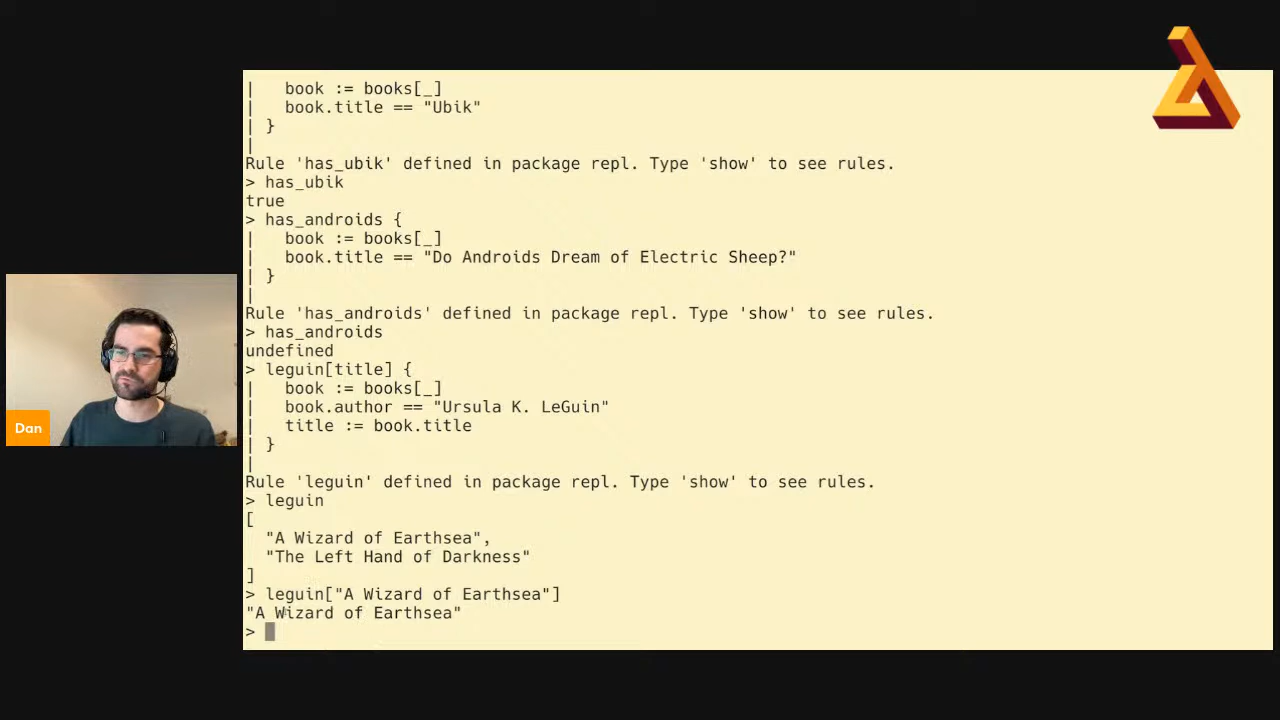 |   book := books[_]
|   book.title == "Ubik"
| }
|
Rule 'has_ubik' defined in package repl. Type 'show' to see rules.
> has_ubik
true
> has_androids {
|   book := books[_]
|   book.title == "Do Androids Dream of Electric Sheep?"
| }
|
Rule 'has_androids' defined in package repl. Type 'show' to see rules.
> has_androids
undefined
> leguin[title] {
|   book := books[_]
|   book.author == "Ursula K. LeGuin"
|   title := book.title
| }
|
Rule 'leguin' defined in package repl. Type 'show' to see rules.
> leguin
[
  "A Wizard of Earthsea",
  "The Left Hand of Darkness"
]
> leguin["A Wizard of Earthsea"]
"A Wizard of Earthsea"
>
Dan